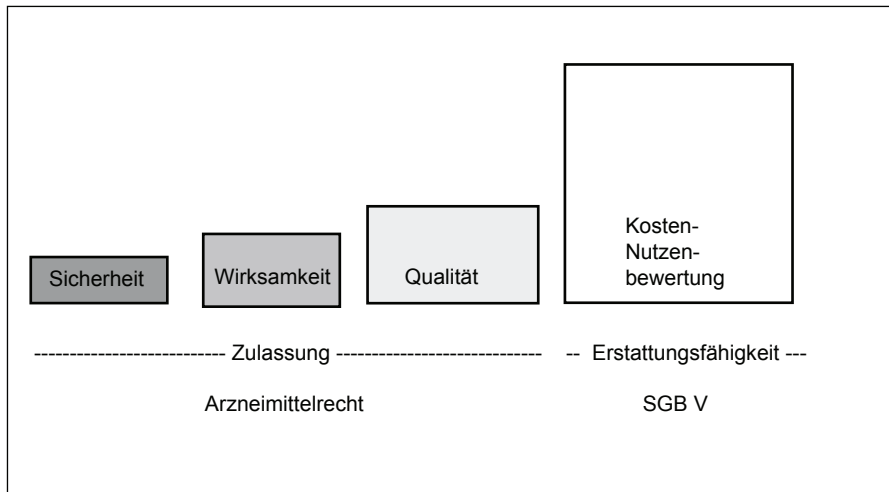 Sicherheit
Wirksamkeit
Qualität
Kosten-
Nutzen-
bewertung
--------------------------- Zulassung -----------------------------
-- Erstattungsfähigkeit ---
Arzneimittelrecht
SGB V